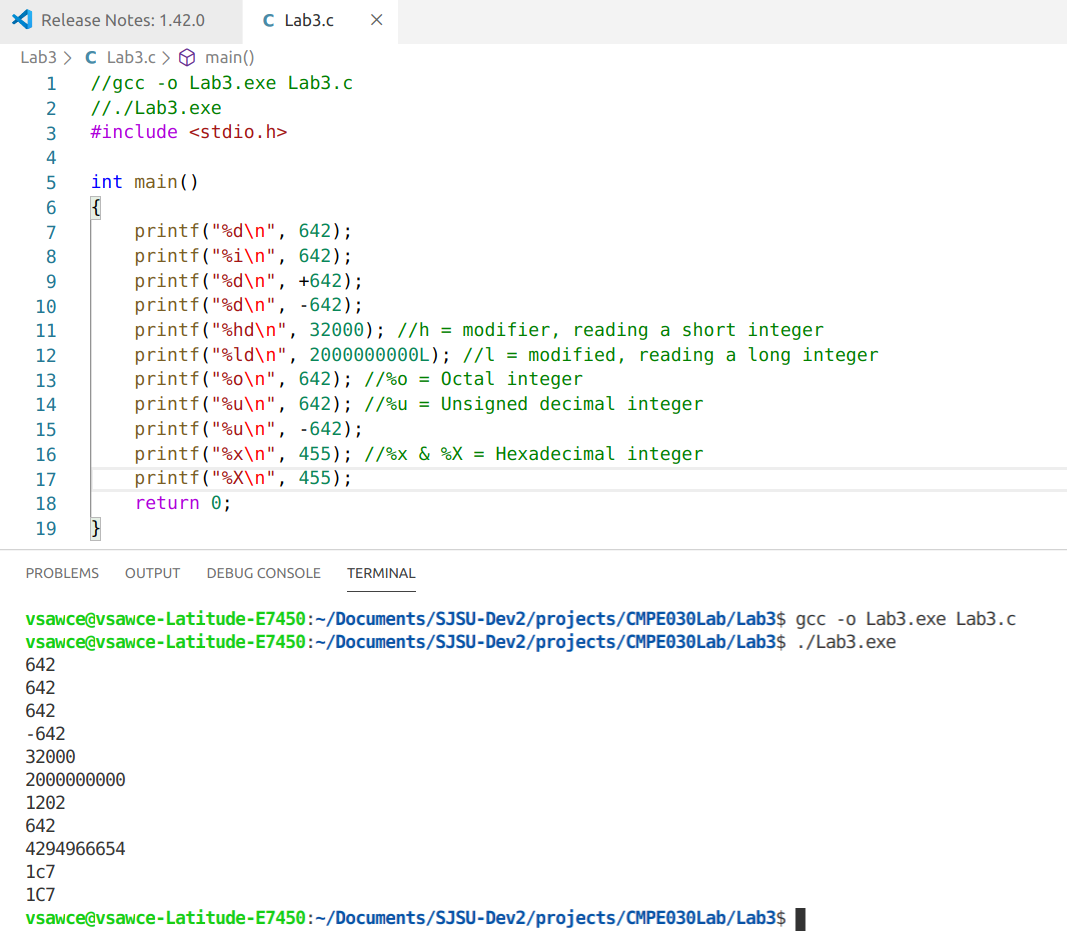 Release Notes: 1.42.0
C Lab3.c ×
Lab3 > C Lab3.c > main()
1 //gcc -o Lab3.exe Lab3.c
2 //./Lab3.exe
3 #include <stdio.h>
4
5 int main()
6 {
7     printf("%d\n", 642);
8     printf("%i\n", 642);
9     printf("%d\n", +642);
10     printf("%d\n", -642);
11     printf("%hd\n", 32000); //h = modifier, reading a short integer
12     printf("%ld\n", 2000000000L); //l = modified, reading a long integer
13     printf("%o\n", 642); //%o = Octal integer
14     printf("%u\n", 642); //%u = Unsigned decimal integer
15     printf("%u\n", -642);
16     printf("%x\n", 455); //%x & %X = Hexadecimal integer
17     printf("%X\n", 455);
18     return 0;
19 }
PROBLEMS OUTPUT DEBUG CONSOLE TERMINAL
vsawce@vsawce-Latitude-E7450:~/Documents/SJSU-Dev2/projects/CMPE030Lab/Lab3$ gcc -o Lab3.exe Lab3.c
vsawce@vsawce-Latitude-E7450:~/Documents/SJSU-Dev2/projects/CMPE030Lab/Lab3$ ./Lab3.exe
642
642
642
-642
32000
2000000000
1202
642
4294966654
1c7
1C7
vsawce@vsawce-Latitude-E7450:~/Documents/SJSU-Dev2/projects/CMPE030Lab/Lab3$